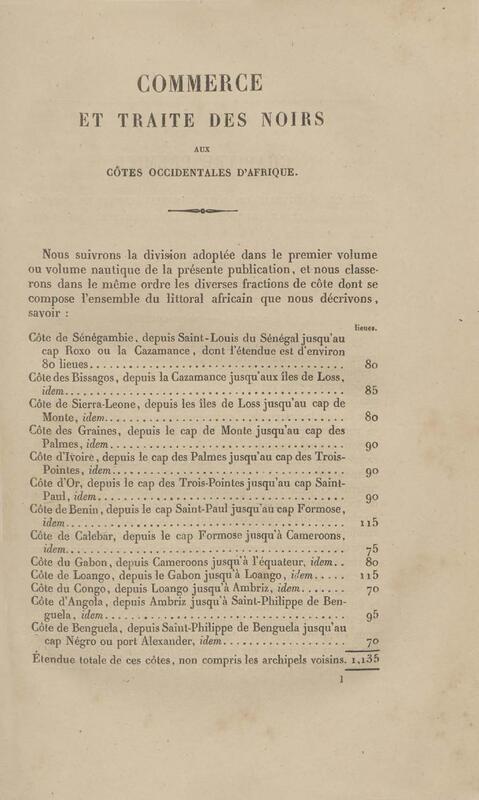 COMMERCE
ET TRAITE DES NOIRS
AUX
CÔTES OCCIDENTALES D'AFRIQUE.
Nous suivrons la division adoptée dans le premier volume
ou volume nautique de la présente publication, et nous classe-
rons dans le même ordre les diverses fractions de côte dont se
compose l'ensemble du littoral africain que nous décrivons,
savoir :
lieues.
Côte de Sénégambie, depuis Saint-Louis du Sénégal jusqu'au
cap Roxo ou la Cazamance, dont l'étendue est d'environ
80 lieues........ 80
Côte des Bissagos, depuis la Cazamance jusqu'aux îles de Loss,
idem........ 85
Côte de Sierra-Leone, depuis les îles de Loss jusqu'au cap de
Monte, idem........ 80
Côte des Graines, depuis le cap de Monte jusqu'au cap des
Palmes, idem........ 90
Côte d'Ivoire, depuis le cap des Palmes jusqu'au cap des Trois-
Pointes, idem........ 90
Côte d'Or, depuis le cap des Trois-Pointes jusqu'au cap Saint-
Paul, idem........ 90
Côte de Benin, depuis le cap Saint-Paul jusqu'au cap Formose,
idem........ 115
Côte de Calebar, depuis le cap Formose jusqu'à Cameroons,
idem........ 75
Côte du Gabon, depuis Cameroons jusqu'à l'équateur, idem.. 80
Côte de Loango, depuis le Gabon jusqu'à Loango, idem..... 115
Côte du Congo, depuis Loango jusqu'à Ambriz, idem....... 70
Côte d'Angola, depuis Ambriz jusqu'à Saint-Philippe de Ben-
guela, idem........ 95
Côte de Benguela, depuis Saint-Philippe de Benguela jusqu'au
cap Négro ou port Alexander, idem........ 70
Étendue totale de ces côtes, non compris les archipels voisins. 1,135
1